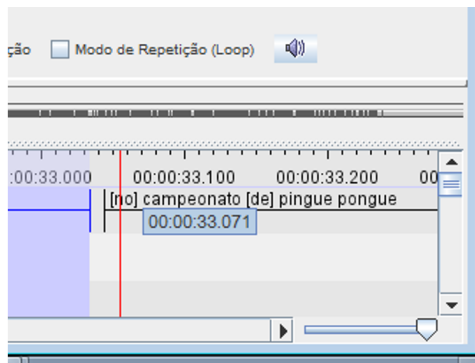 ção Modo de Repetição (Loop)
:00:33.000 00:00:33.100 00:00:33.200 00
[no] campeonato [de] pingue pongue
00:00:33.071